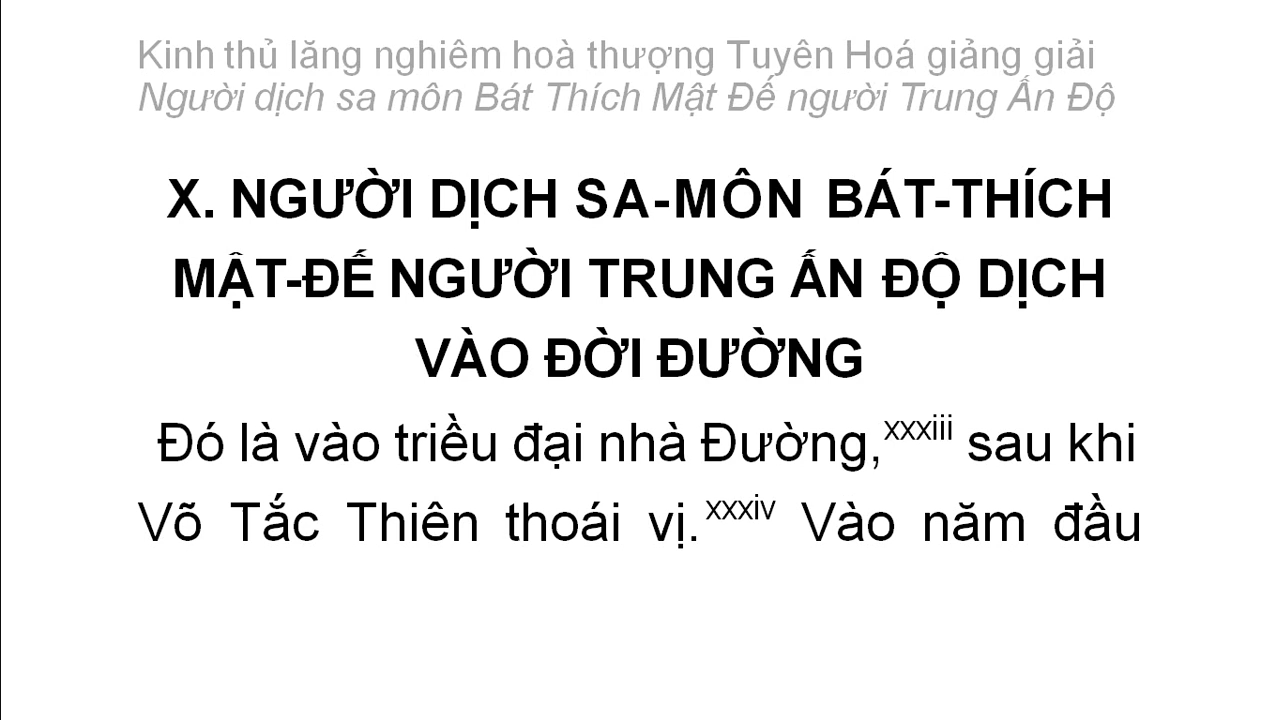 Kinh thủ lăng nghiêm hoà thượng Tuyên Hoá giảng giải
Người dịch sa môn Bát Thích Mật Đế người Trung Ấn Độ
X. NGƯỜI DỊCH SA-MÔN BÁT-THÍCH
MẬT-ĐẾ NGƯỜI TRUNG ẤN ĐỘ DỊCH
VÀO ĐỜI ĐƯỜNG
Đó là vào triều đại nhà Đường,xxxiii sau khi
Võ Tắc Thiên thoái vị.xxxiv Vào năm đầu